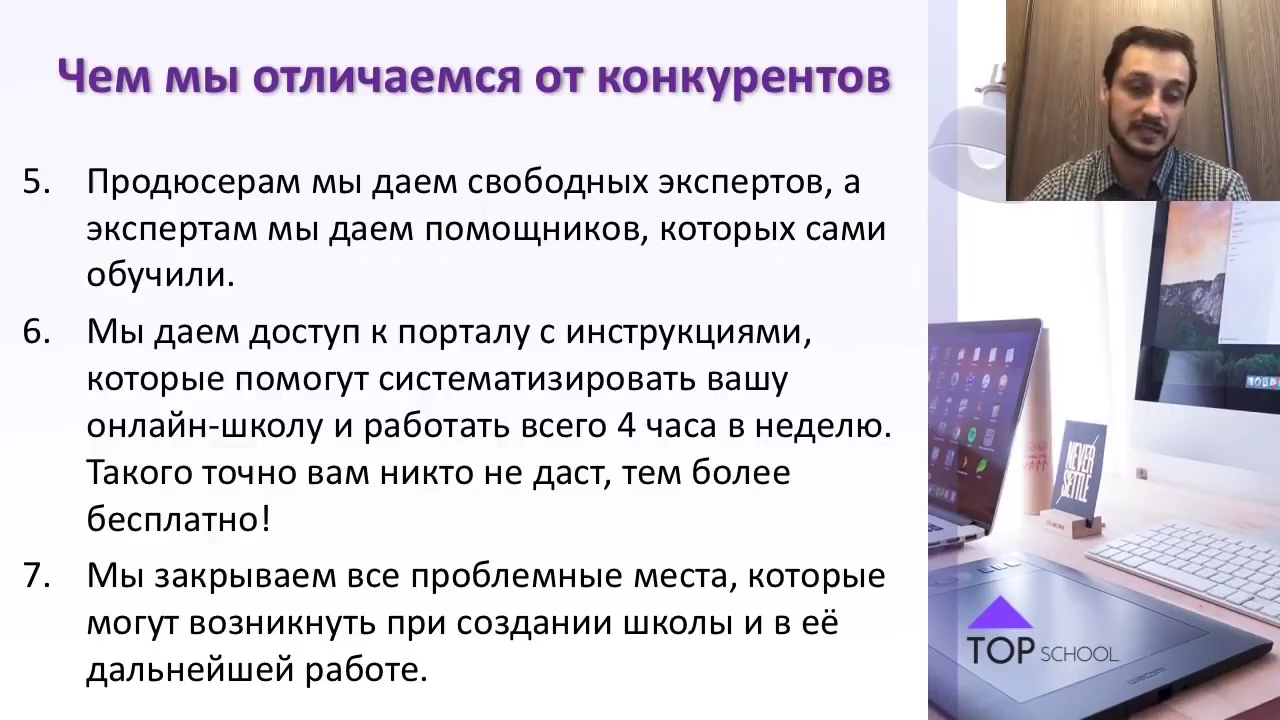 Чем мы отличаемся от конкурентов
5. Продюсерам мы даем свободных экспертов, а
экспертам мы даем помощников, которых сами
обучили.
6. Мы даем доступ к порталу с инструкциями,
которые помогут систематизировать вашу
онлайн-школу и работать всего 4 часа в неделю.
Такого точно вам никто не даст, тем более
бесплатно!
7. Мы закрываем все проблемные места, которые
могут возникнуть при создании школы и в её
дальнейшей работе.
NEVER
SETTLE
TOP SCHOOL
wacom